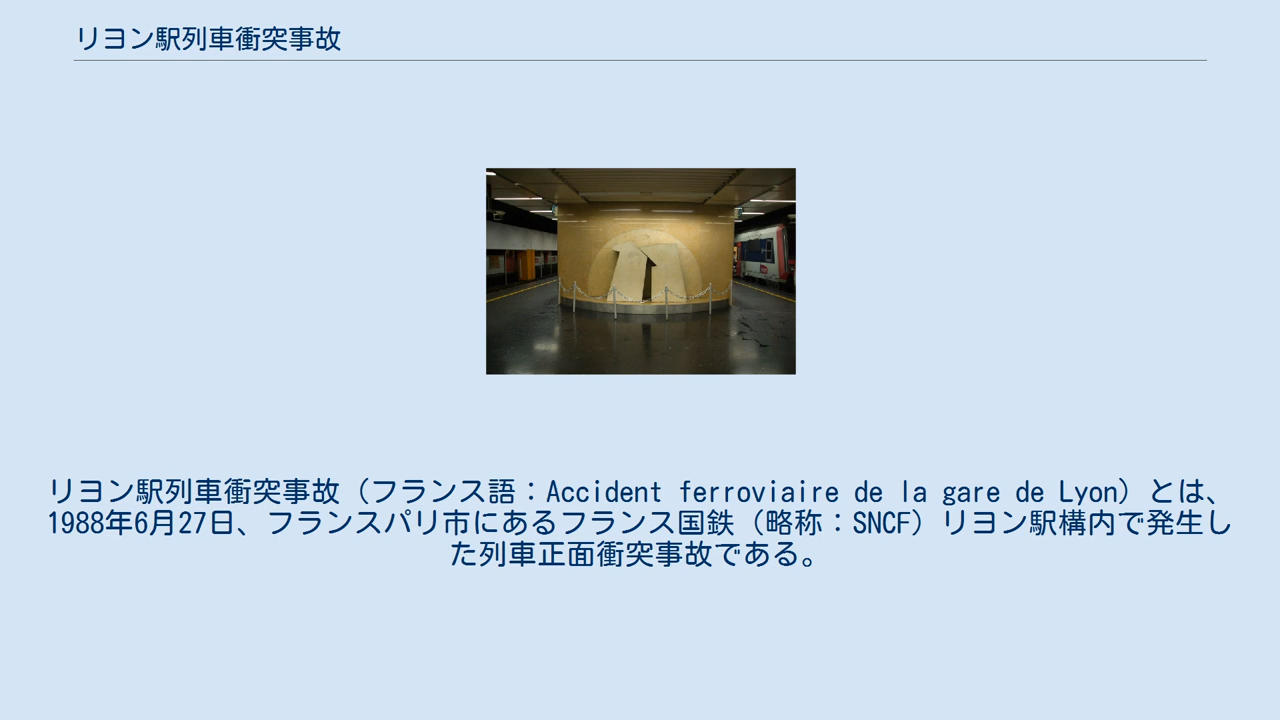 リヨン駅列車衝突事故
リヨン駅列車衝突事故（フランス語：Accident ferroviaire de la gare de Lyon）とは、
1988年6月27日、フランスパリ市にあるフランス国鉄（略称：SNCF）リヨン駅構内で発生し
た列車正面衝突事故である。